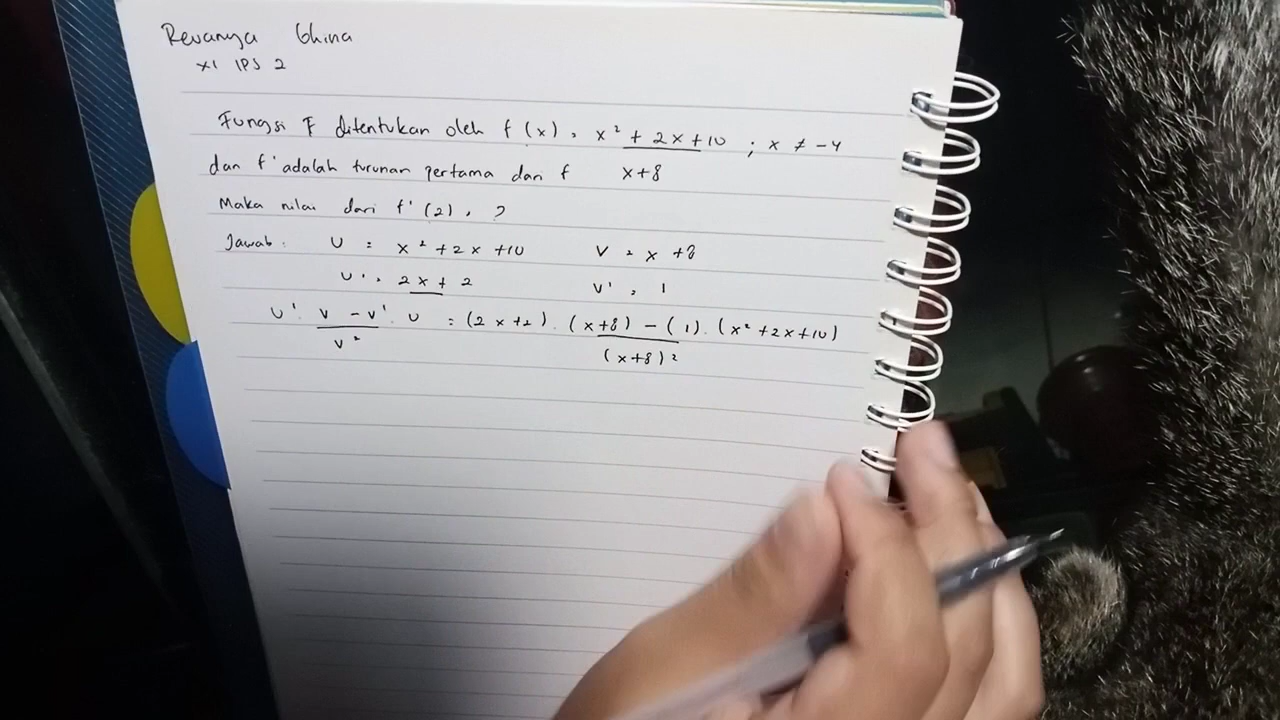 Revanya Ghina
XI IPS 2
Fungsi F ditentukan oleh f(x) = x² + 2x + 10 ; x ≠ -4
dan f' adalah turunan pertama dari f x+8
Maka nilai dari f'(2) = ?
Jawab: U = x² + 2x + 10 V = x + 8
U' = 2x + 2 V' = 1
U' . V - V' . U = (2x+2) . (x+8) - (1) . (x² + 2x + 10)
V² (x+8)²